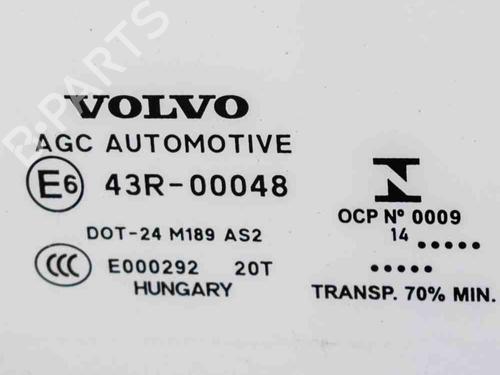 B-PARTS
VOLVO
AGC AUTOMOTIVE
E6 43R-00048
DOT-24 M189 AS2
CCC E000292 20T
HUNGARY
N
OCP Nº 0009
14 .....
.....
TRANSP. 70% MIN.